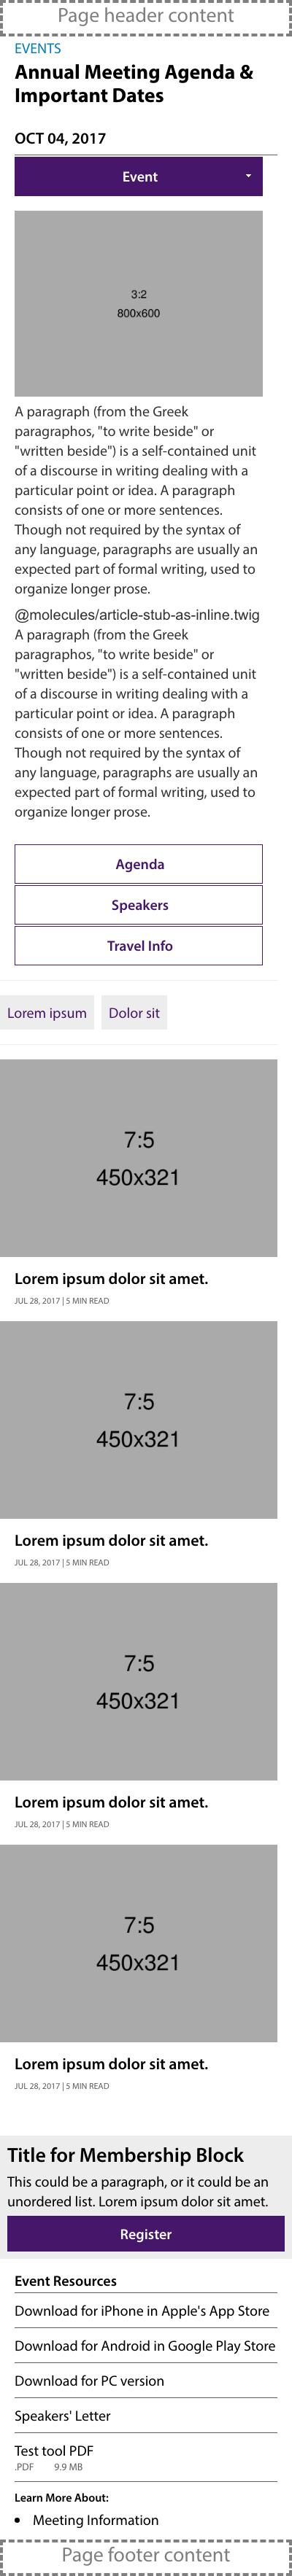 Page header content
EVENTS
Annual Meeting Agenda &
Important Dates
OCT 04, 2017
Event
3:2
800x600
A paragraph (from the Greek
paragraphos, "to write beside" or
"written beside") is a self-contained unit
of a discourse in writing dealing with a
particular point or idea. A paragraph
consists of one or more sentences.
Though not required by the syntax of
any language, paragraphs are usually an
expected part of formal writing, used to
organize longer prose.
@molecules/article-stub-as-inline.twig
A paragraph (from the Greek
paragraphos, "to write beside" or
"written beside") is a self-contained unit
of a discourse in writing dealing with a
particular point or idea. A paragraph
consists of one or more sentences.
Though not required by the syntax of
any language, paragraphs are usually an
expected part of formal writing, used to
organize longer prose.
Agenda
Speakers
Travel Info
Lorem ipsum Dolor sit
7:5
450x321
Lorem ipsum dolor sit amet.
JUL 28, 2017 | 5 MIN READ
7:5
450x321
Lorem ipsum dolor sit amet.
JUL 28, 2017 | 5 MIN READ
7:5
450x321
Lorem ipsum dolor sit amet.
JUL 28, 2017 | 5 MIN READ
7:5
450x321
Lorem ipsum dolor sit amet.
JUL 28, 2017 | 5 MIN READ
Title for Membership Block
This could be a paragraph, or it could be an
unordered list. Lorem ipsum dolor sit amet.
Register
Event Resources
Download for iPhone in Apple's App Store
Download for Android in Google Play Store
Download for PC version
Speakers' Letter
Test tool PDF
.PDF 9.9 MB
Learn More About:
• Meeting Information
Page footer content